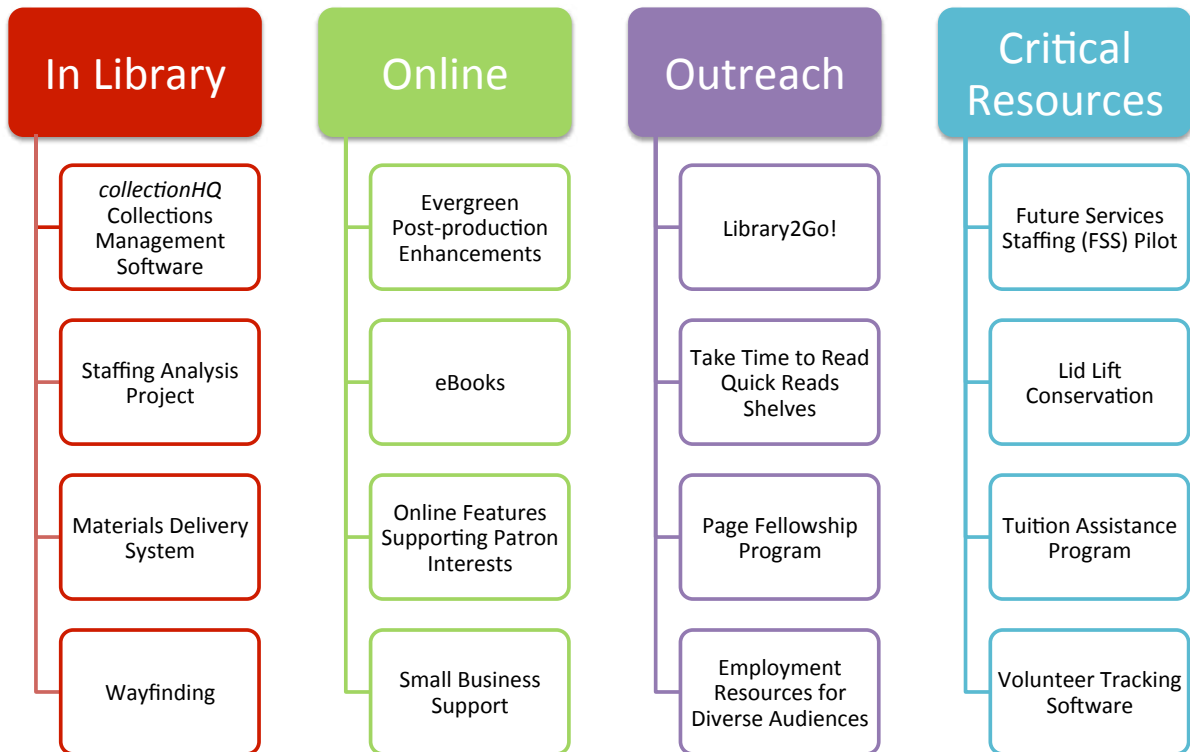 In Library
collectionHQ
Collections
Management
Software
Staffing Analysis
Project
Materials Delivery
System
Wayfinding
Online
Evergreen
Post-production
Enhancements
eBooks
Online Features
Supporting Patron
Interests
Small Business
Support
Outreach
Library2Go!
Take Time to Read
Quick Reads
Shelves
Page Fellowship
Program
Employment
Resources for
Diverse Audiences
Critical
Resources
Future Services
Staffing (FSS) Pilot
Lid Lift
Conservation
Tuition Assistance
Program
Volunteer Tracking
Software